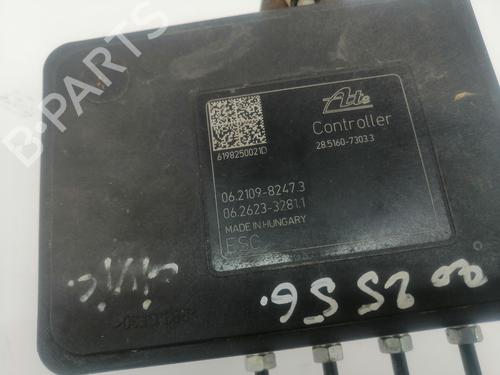 Ate
Controller
28.5160-7303.3
6198250021D
06.2109-8247.3
06.2623-3281.1
MADE IN HUNGARY
ESC
B-PARTS